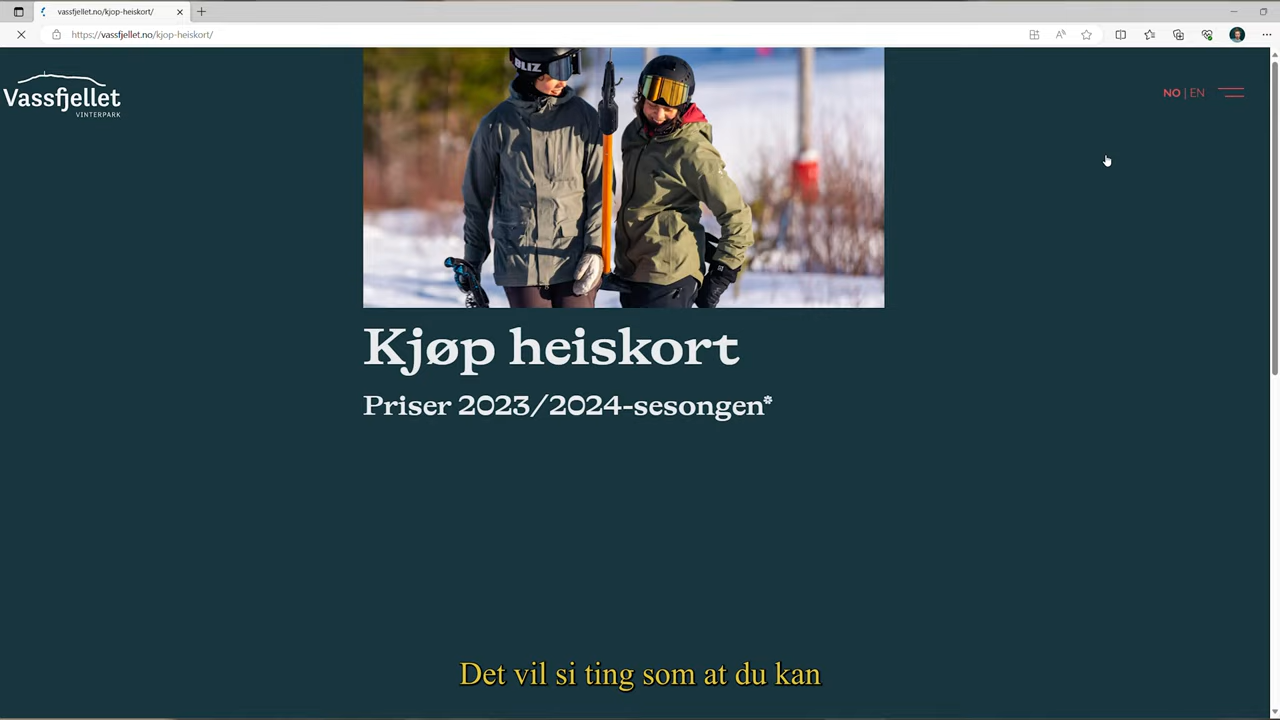 vassfjellet.no/kjop-heiskort/
https://vassfjellet.no/kjop-heiskort/
Vassfjellet
VINTERPARK
NO | EN
BLIZ
Kjøp heiskort
Priser 2023/2024-sesongen*
Det vil si ting som at du kan